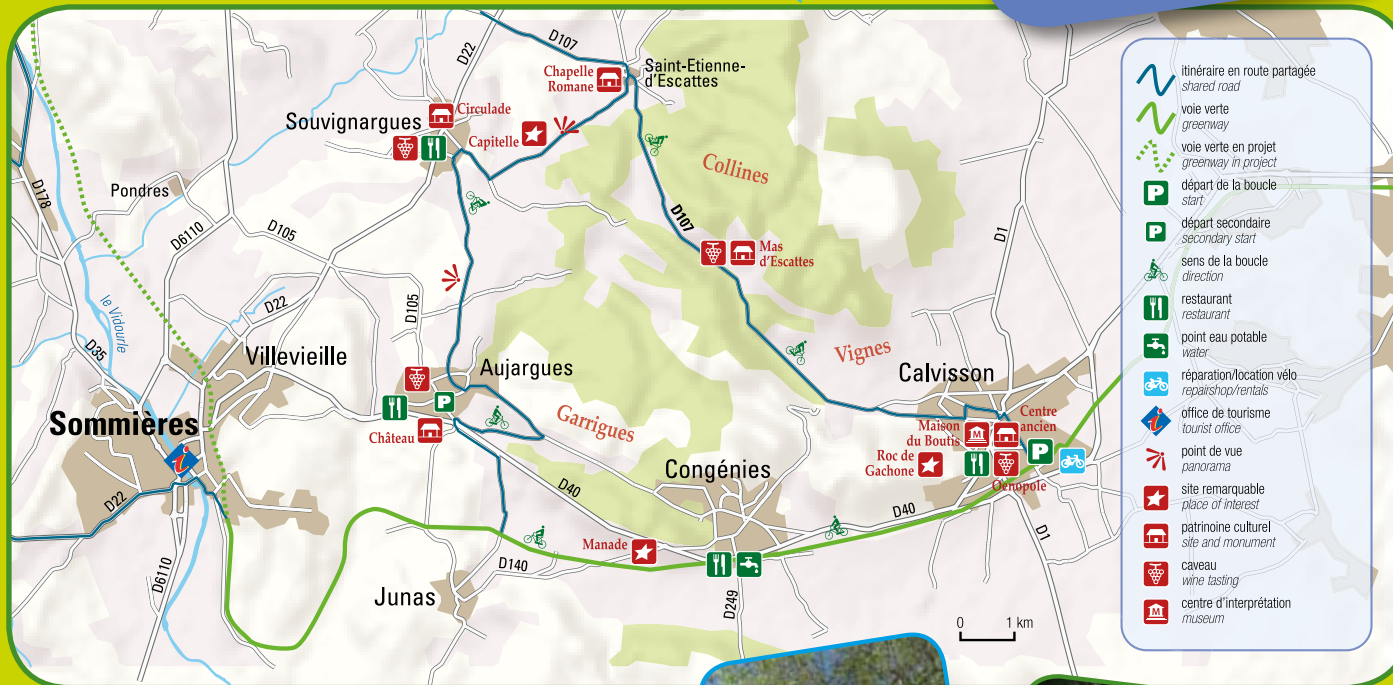 D107
D22
Chapelle
Romane
Saint-Etienne-
d'Escattes
Circulade
Souvignargues
Capitelle
Collines
D178
Pondres
D6110
D105
D107
D1
Mas
d'Escattes
le Vidourle
D22
D105
D35
Villevieille
Vignes
Aujargues
Calvisson
P
Sommières
i
Château
Garrigues
Centre
ancien
Maison
du Boutis
M
P
Roc de
Gachone
Oenopole
Congénies
D22
D40
D40
D1
Manade
D6110
D140
Junas
D249
0 1 km
itinéraire en route partagée
shared road
voie verte
greenway
voie verte en projet
greenway in project
P
départ de la boucle
start
P
départ secondaire
secondary start
sens de la boucle
direction
restaurant
restaurant
point eau potable
water
réparation/location vélo
repairshop/rentals
i
office de tourisme
tourist office
point de vue
panorama
site remarquable
place of interest
patrimoine culturel
site and monument
caveau
wine tasting
M
centre d'interprétation
museum